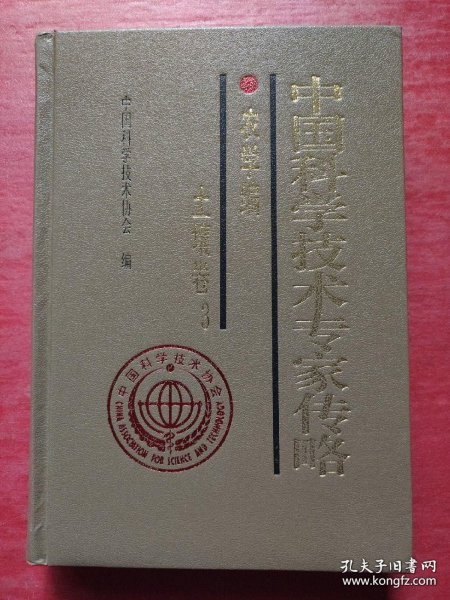 中国科学技术专家传略
农学编
土壤卷3
中国科学技术协会 编
中国科学技术协会
CHINA ASSOCIATION FOR SCIENCE AND TECHNOLOGY
孔夫子旧书网
www.kongfz.com